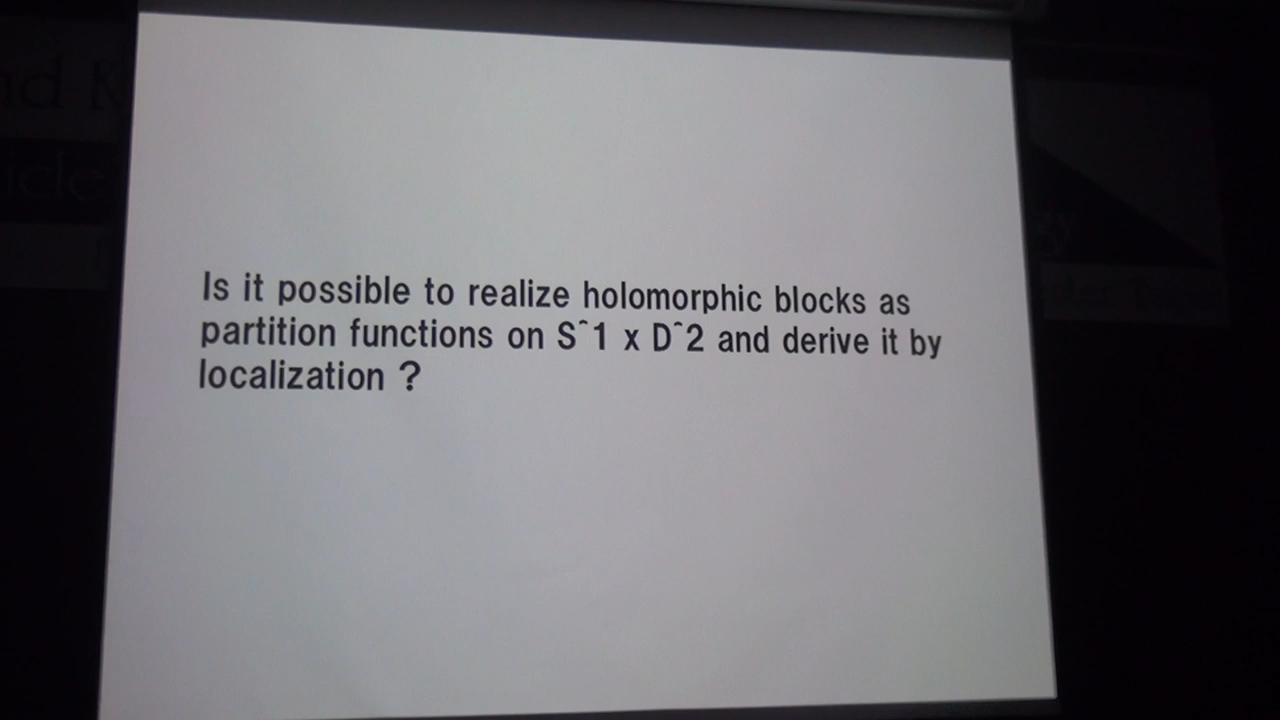 Is it possible to realize holomorphic blocks as
partition functions on S^1 x D^2 and derive it by
localization ?